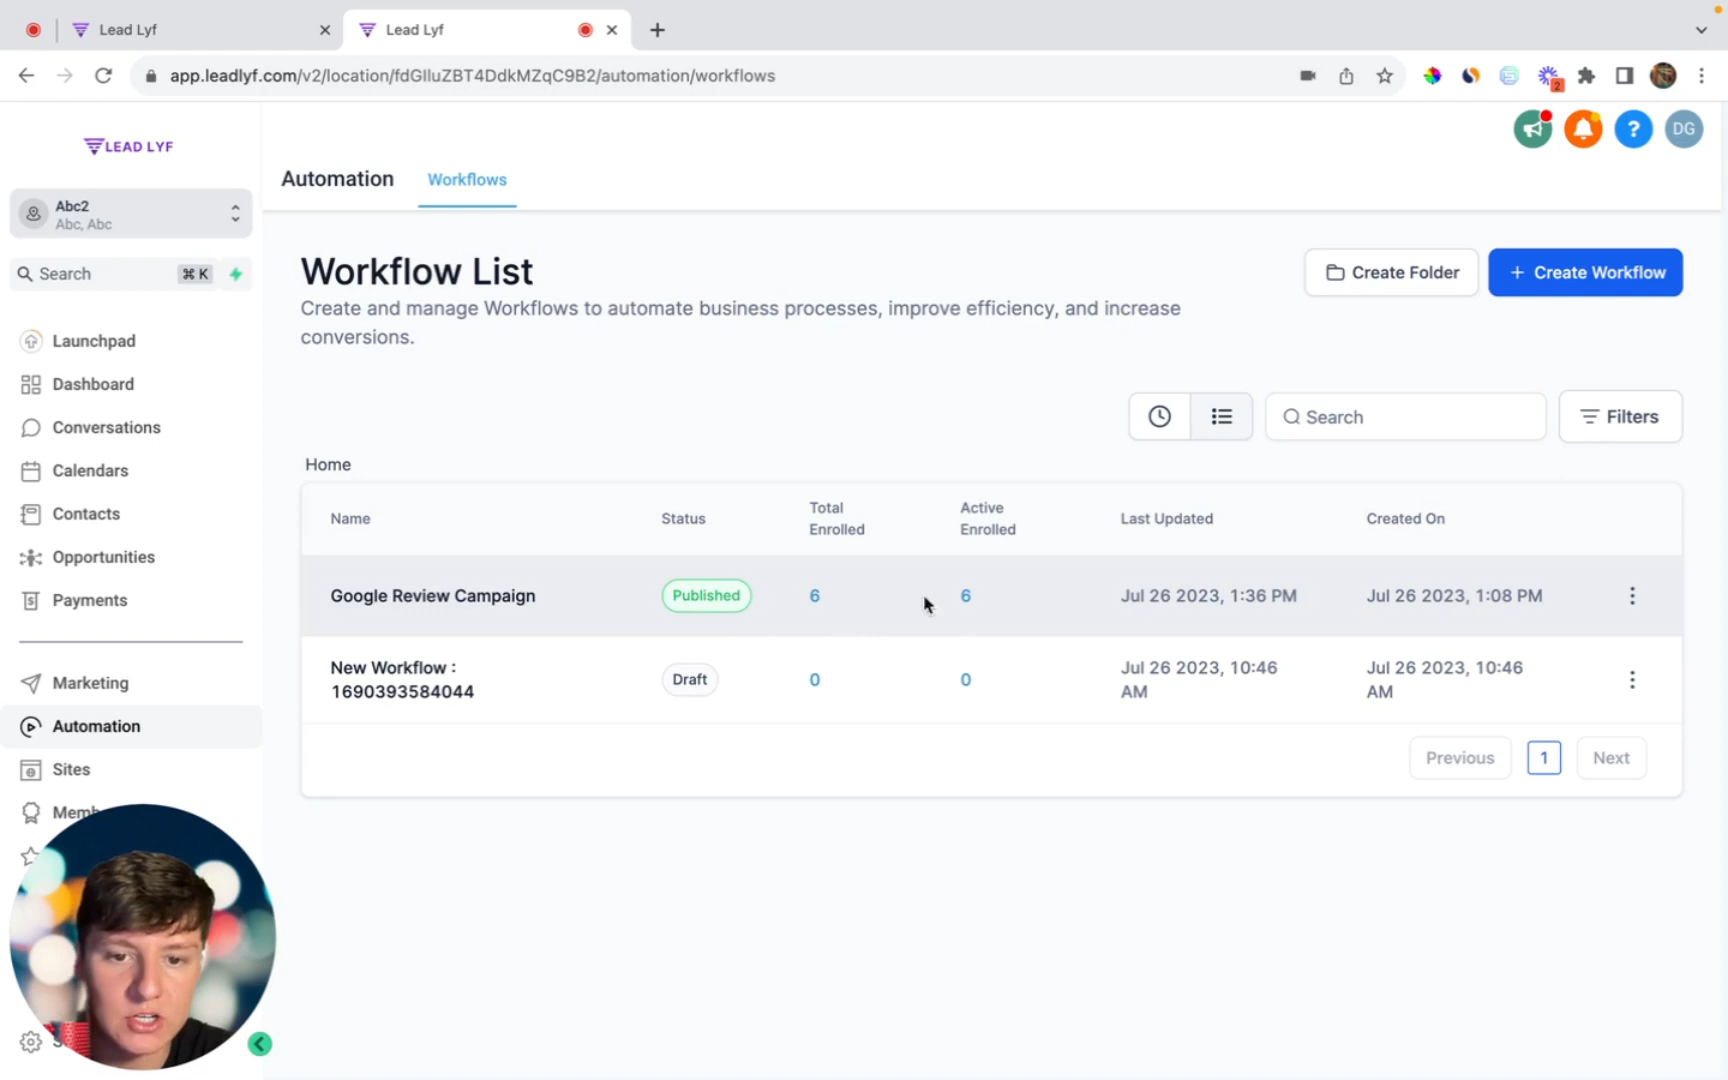 Lead Lyf
Lead Lyf
app.leadlyf.com/v2/location/fdGlluZBT4DdkMZqC9B2/automation/workflows
2
LEAD LYF
DG
Abc2
Abc, Abc
Search
⌘ K
Launchpad
Dashboard
Conversations
Calendars
Contacts
Opportunities
Payments
Marketing
Automation
Sites
Memb
Automation
Workflows
Workflow List
Create and manage Workflows to automate business processes, improve efficiency, and increase
conversions.
Create Folder
+ Create Workflow
Search
Filters
Home
Name
Status
Total
Enrolled
Active
Enrolled
Last Updated
Created On
Google Review Campaign
Published
6
6
Jul 26 2023, 1:36 PM
Jul 26 2023, 1:08 PM
New Workflow :
1690393584044
Draft
0
0
Jul 26 2023, 10:46
AM
Jul 26 2023, 10:46
AM
Previous
1
Next